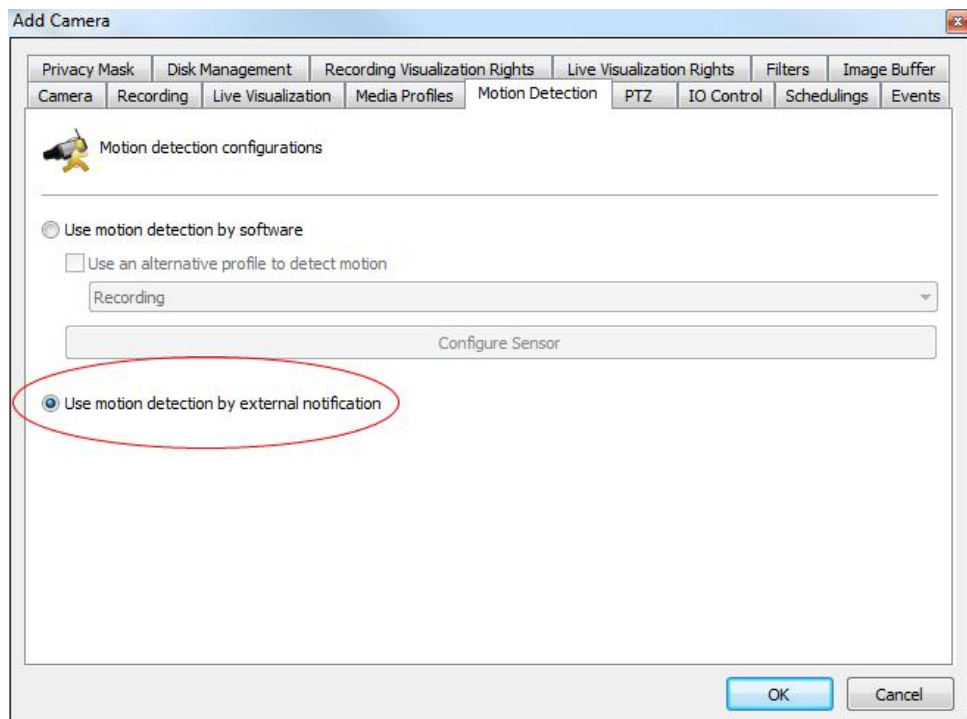 Add Camera
Privacy Mask Disk Management Recording Visualization Rights Live Visualization Rights Filters Image Buffer
Camera Recording Live Visualization Media Profiles Motion Detection PTZ IO Control Schedulings Events
Motion detection configurations
Use motion detection by software
Use an alternative profile to detect motion
Recording
Configure Sensor
Use motion detection by external notification
OK Cancel